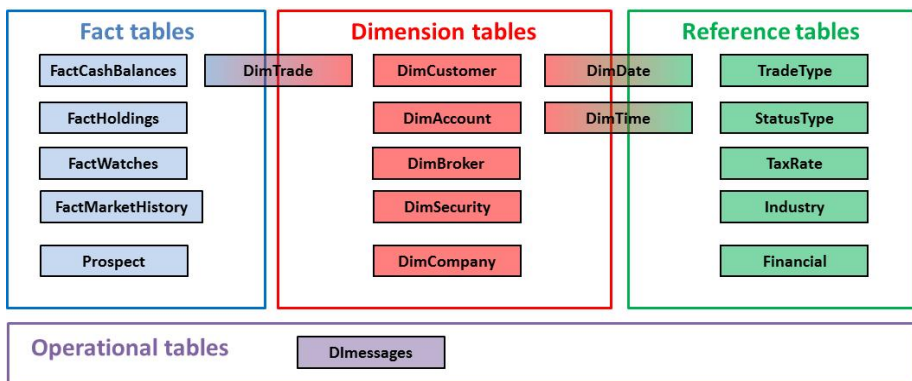 Fact tables
Dimension tables
Reference tables
FactCashBalances
DimTrade
DimCustomer
DimDate
TradeType
FactHoldings
DimAccount
DimTime
StatusType
FactWatches
DimBroker
TaxRate
FactMarketHistory
DimSecurity
Industry
Prospect
DimCompany
Financial
Operational tables
DImessages